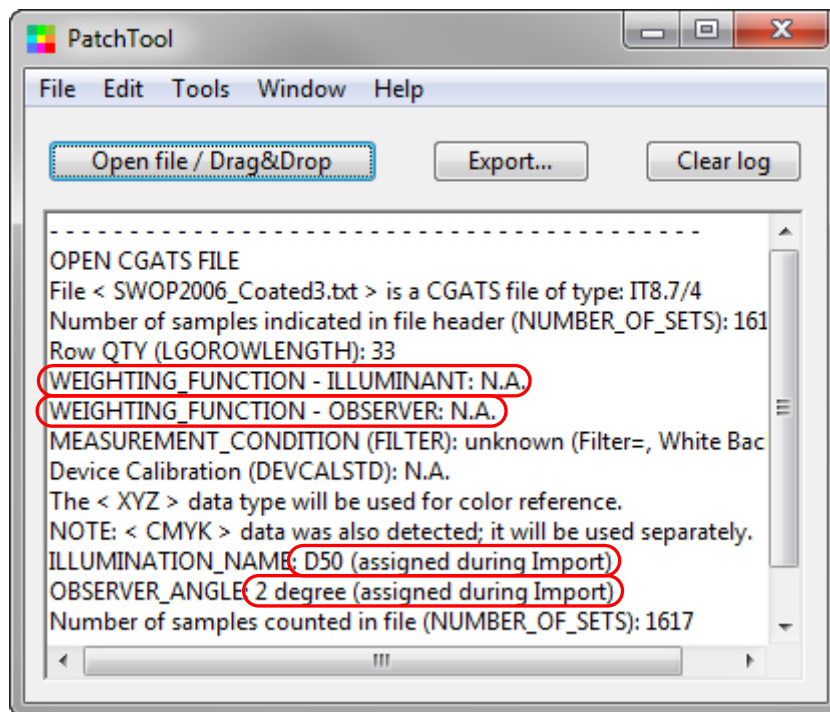 PatchTool
File Edit Tools Window Help
Open file / Drag&Drop Export... Clear log
- - - - - - - - - - - - - - - - - - - - - - - - - - - - - - - - - - - - - - - - - -
OPEN CGATS FILE
File < SWOP2006_Coated3.txt > is a CGATS file of type: IT8.7/4
Number of samples indicated in file header (NUMBER_OF_SETS): 161
Row QTY (LGOROWLENGTH): 33
WEIGHTING_FUNCTION - ILLUMINANT: N.A.
WEIGHTING_FUNCTION - OBSERVER: N.A.
MEASUREMENT_CONDITION (FILTER): unknown (Filter=, White Bac
Device Calibration (DEVCALSTD): N.A.
The < XYZ > data type will be used for color reference.
NOTE: < CMYK > data was also detected; it will be used separately.
ILLUMINATION_NAME: D50 (assigned during Import)
OBSERVER_ANGLE: 2 degree (assigned during Import)
Number of samples counted in file (NUMBER_OF_SETS): 1617